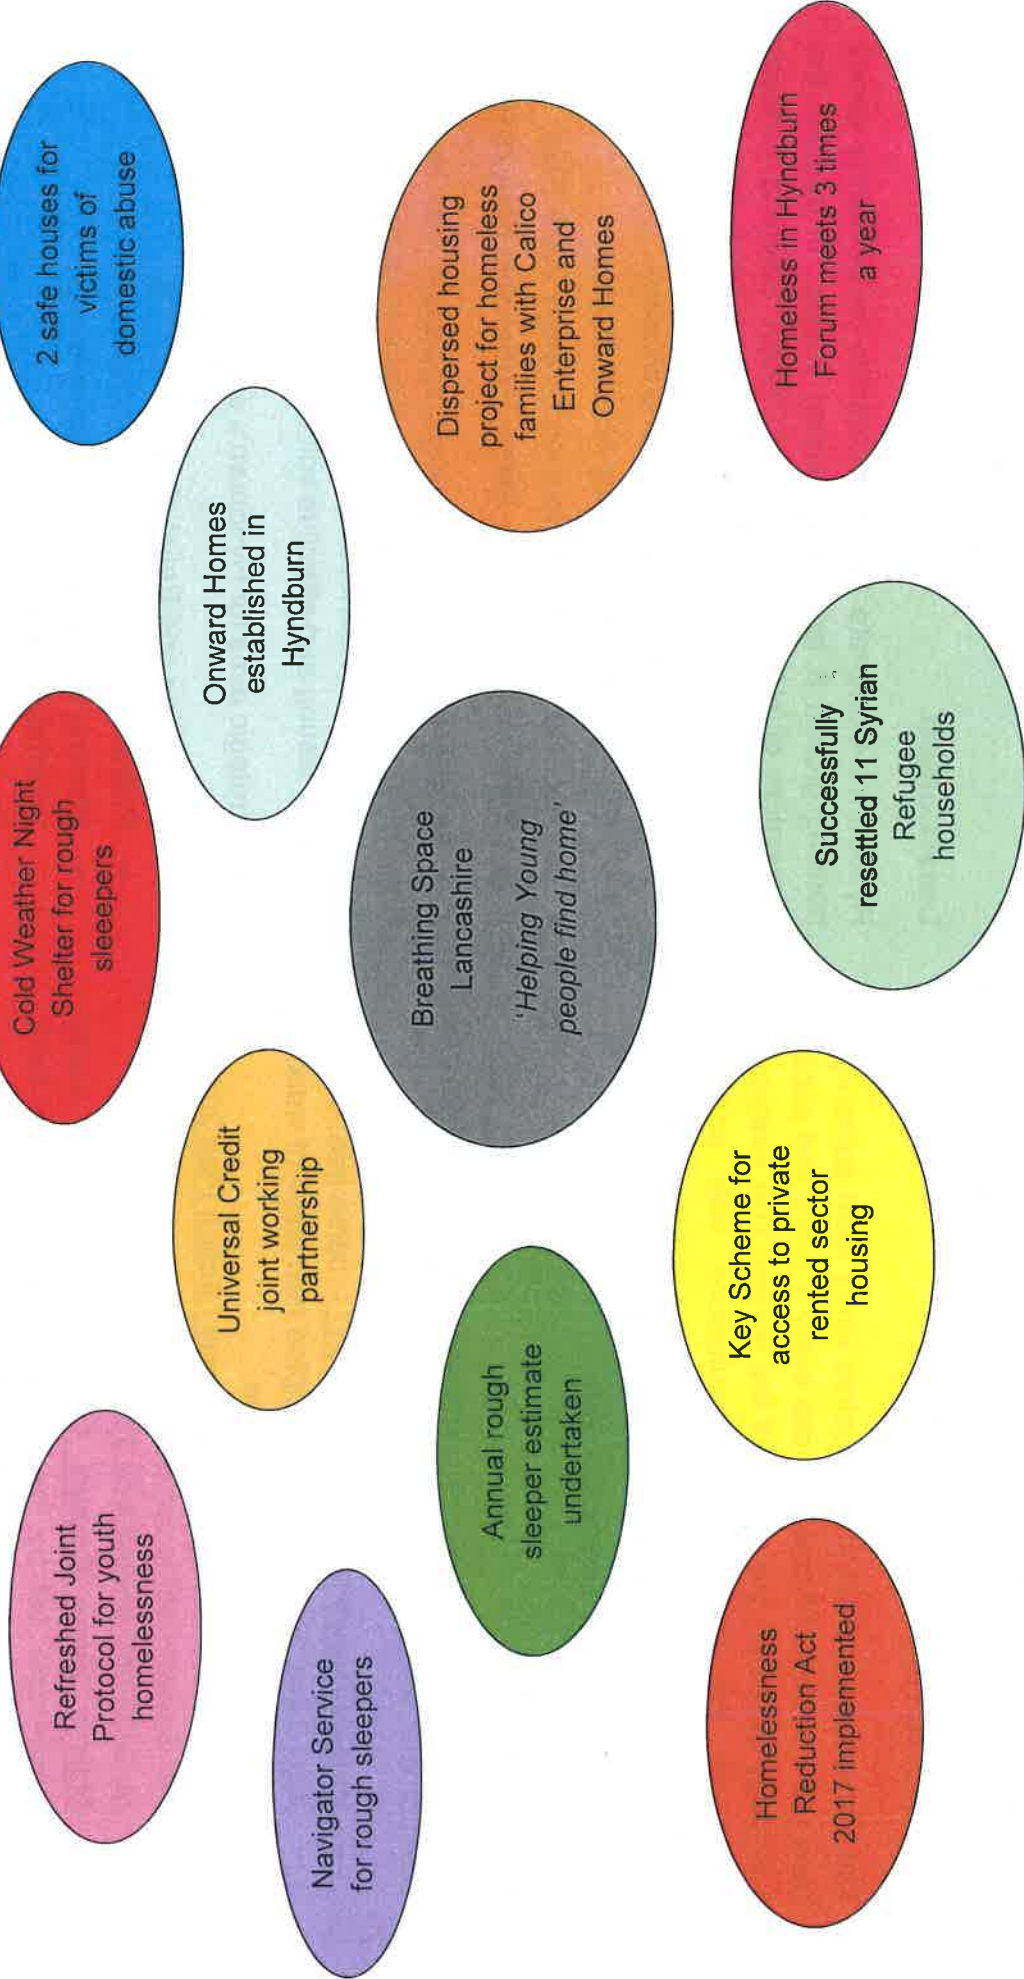 Refreshed Joint
Protocol for youth
homelessness
Cold Weather Night
Shelter for rough
sleeepers
2 safe houses for
victims of
domestic abuse
Navigator Service
for rough sleepers
Universal Credit
joint working
partnership
Onward Homes
established in
Hyndburn
Annual rough
sleeper estimate
undertaken
Breathing Space
Lancashire
'Helping Young
people find home'
Dispersed housing
project for homeless
families with Calico
Enterprise and
Onward Homes
Homelessness
Reduction Act
2017 implemented
Key Scheme for
access to private
rented sector
housing
Successfully
resettled 11 Syrian
Refugee
households
Homeless in Hyndburn
Forum meets 3 times
a year